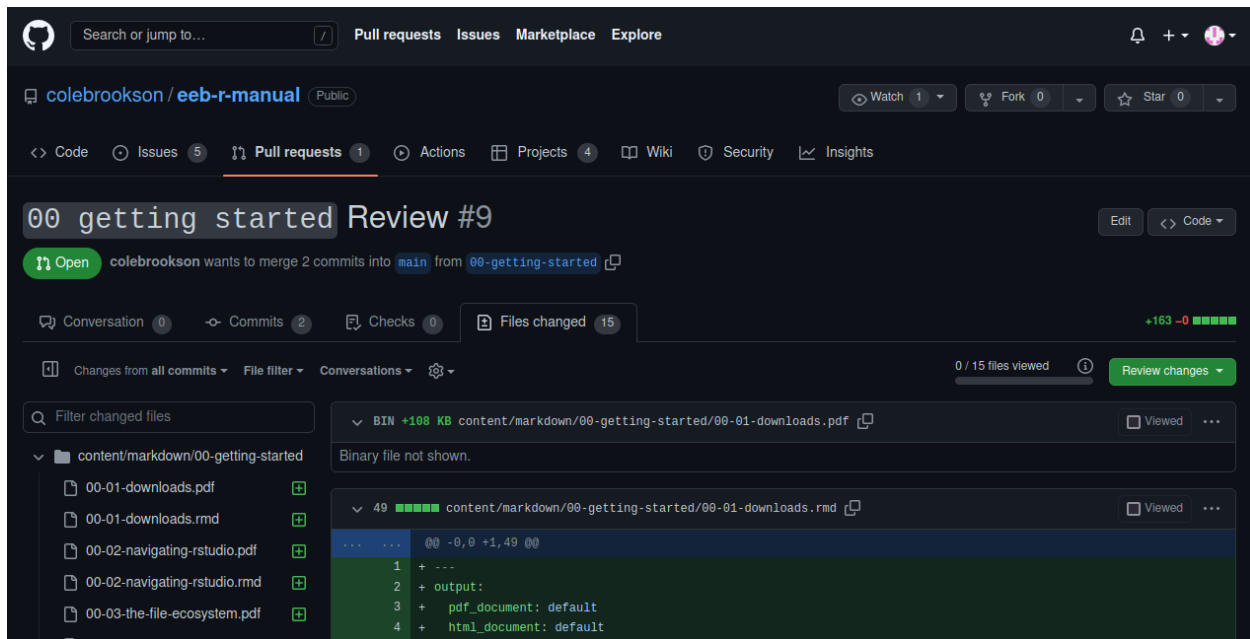 Search or jump to… / Pull requests Issues Marketplace Explore
colebrookson / eeb-r-manual Public Watch 1 Fork 0 Star 0
Code Issues 5 Pull requests 1 Actions Projects 4 Wiki Security Insights
00 getting started Review #9 Edit Code
Open colebrookson wants to merge 2 commits into main from 00-getting-started
Conversation 0 Commits 2 Checks 0 Files changed 15 +163 −0
Changes from all commits File filter Conversations 0 / 15 files viewed Review changes
Filter changed files
BIN +108 KB content/markdown/00-getting-started/00-01-downloads.pdf Viewed ...
content/markdown/00-getting-started
Binary file not shown.
00-01-downloads.pdf
49 content/markdown/00-getting-started/00-01-downloads.rmd Viewed ...
00-01-downloads.rmd
... ... @@ -0,0 +1,49 @@
00-02-navigating-rstudio.pdf
1 + ---
00-02-navigating-rstudio.rmd
2 + output:
3 + pdf_document: default
00-03-the-file-ecosystem.pdf
4 + html_document: default